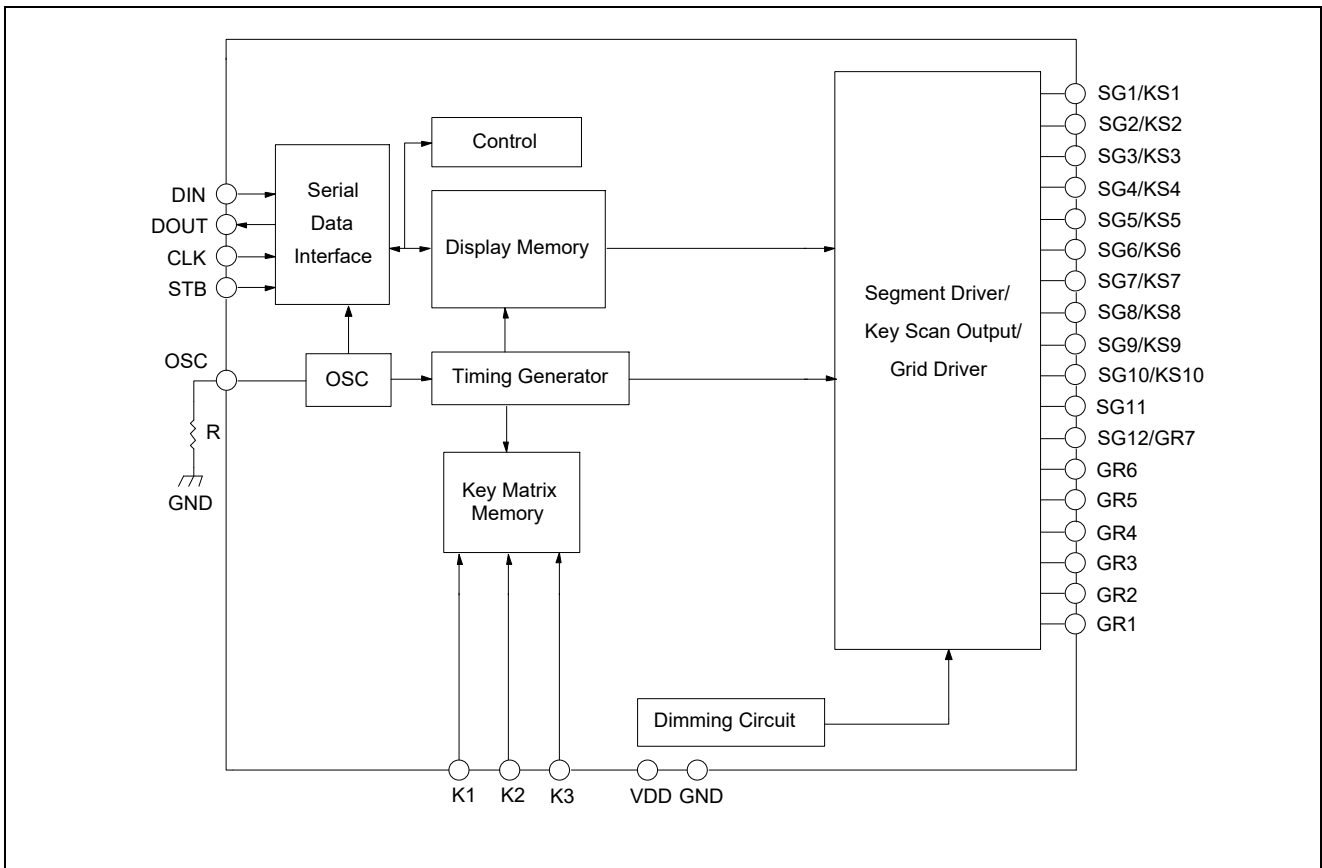 Control
Serial
Data
Interface
DIN
DOUT
CLK
STB
Display Memory
OSC
OSC
Timing Generator
R
GND
Key Matrix
Memory
Segment Driver/
Key Scan Output/
Grid Driver
Dimming Circuit
K1
K2
K3
VDD
GND
SG1/KS1
SG2/KS2
SG3/KS3
SG4/KS4
SG5/KS5
SG6/KS6
SG7/KS7
SG8/KS8
SG9/KS9
SG10/KS10
SG11
SG12/GR7
GR6
GR5
GR4
GR3
GR2
GR1